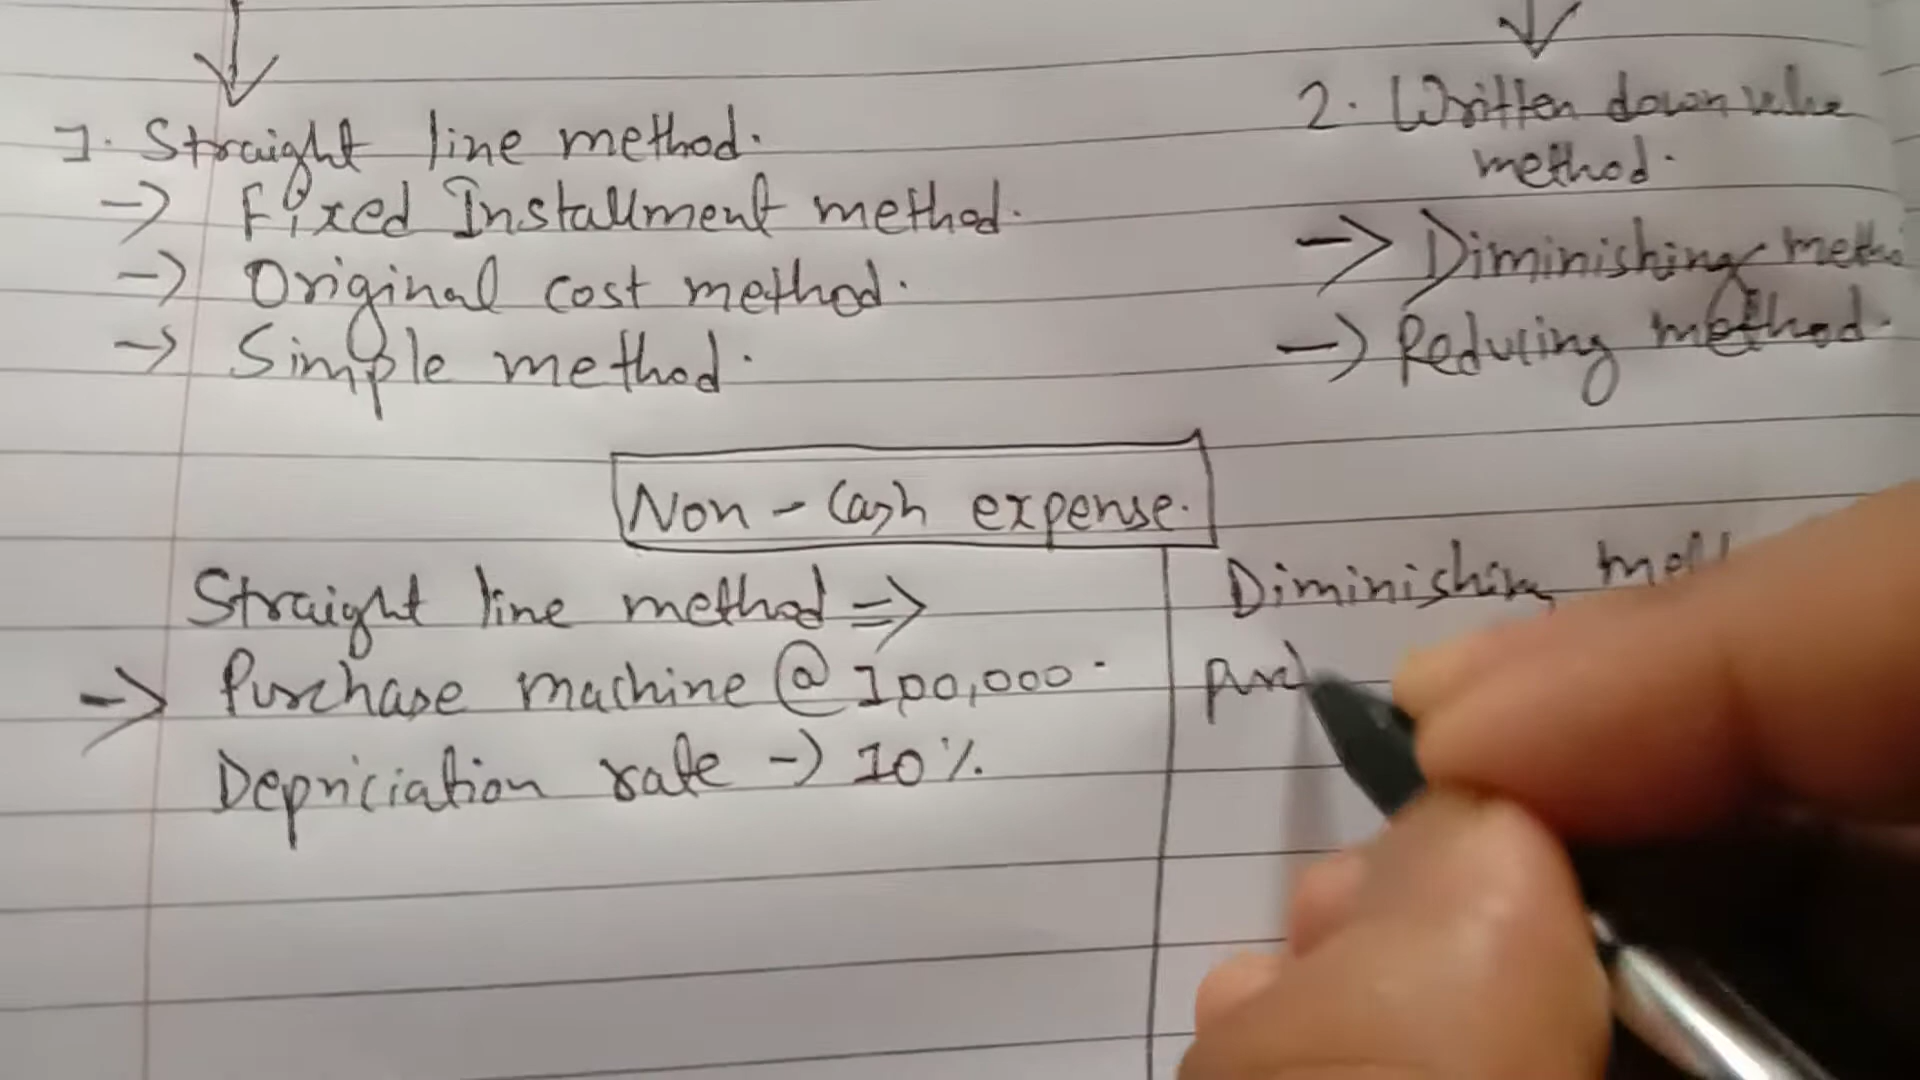 1. Straight line method.
-> Fixed Installment method.
-> Original cost method.
-> Simple method.
2. Written down value
method.
-> Diminishing
-> Reducing method.
Non - Cash expense.
Straight line method =>
-> Purchase machine @ 100,000.
Depriciation rate -> 10%.
Diminishing